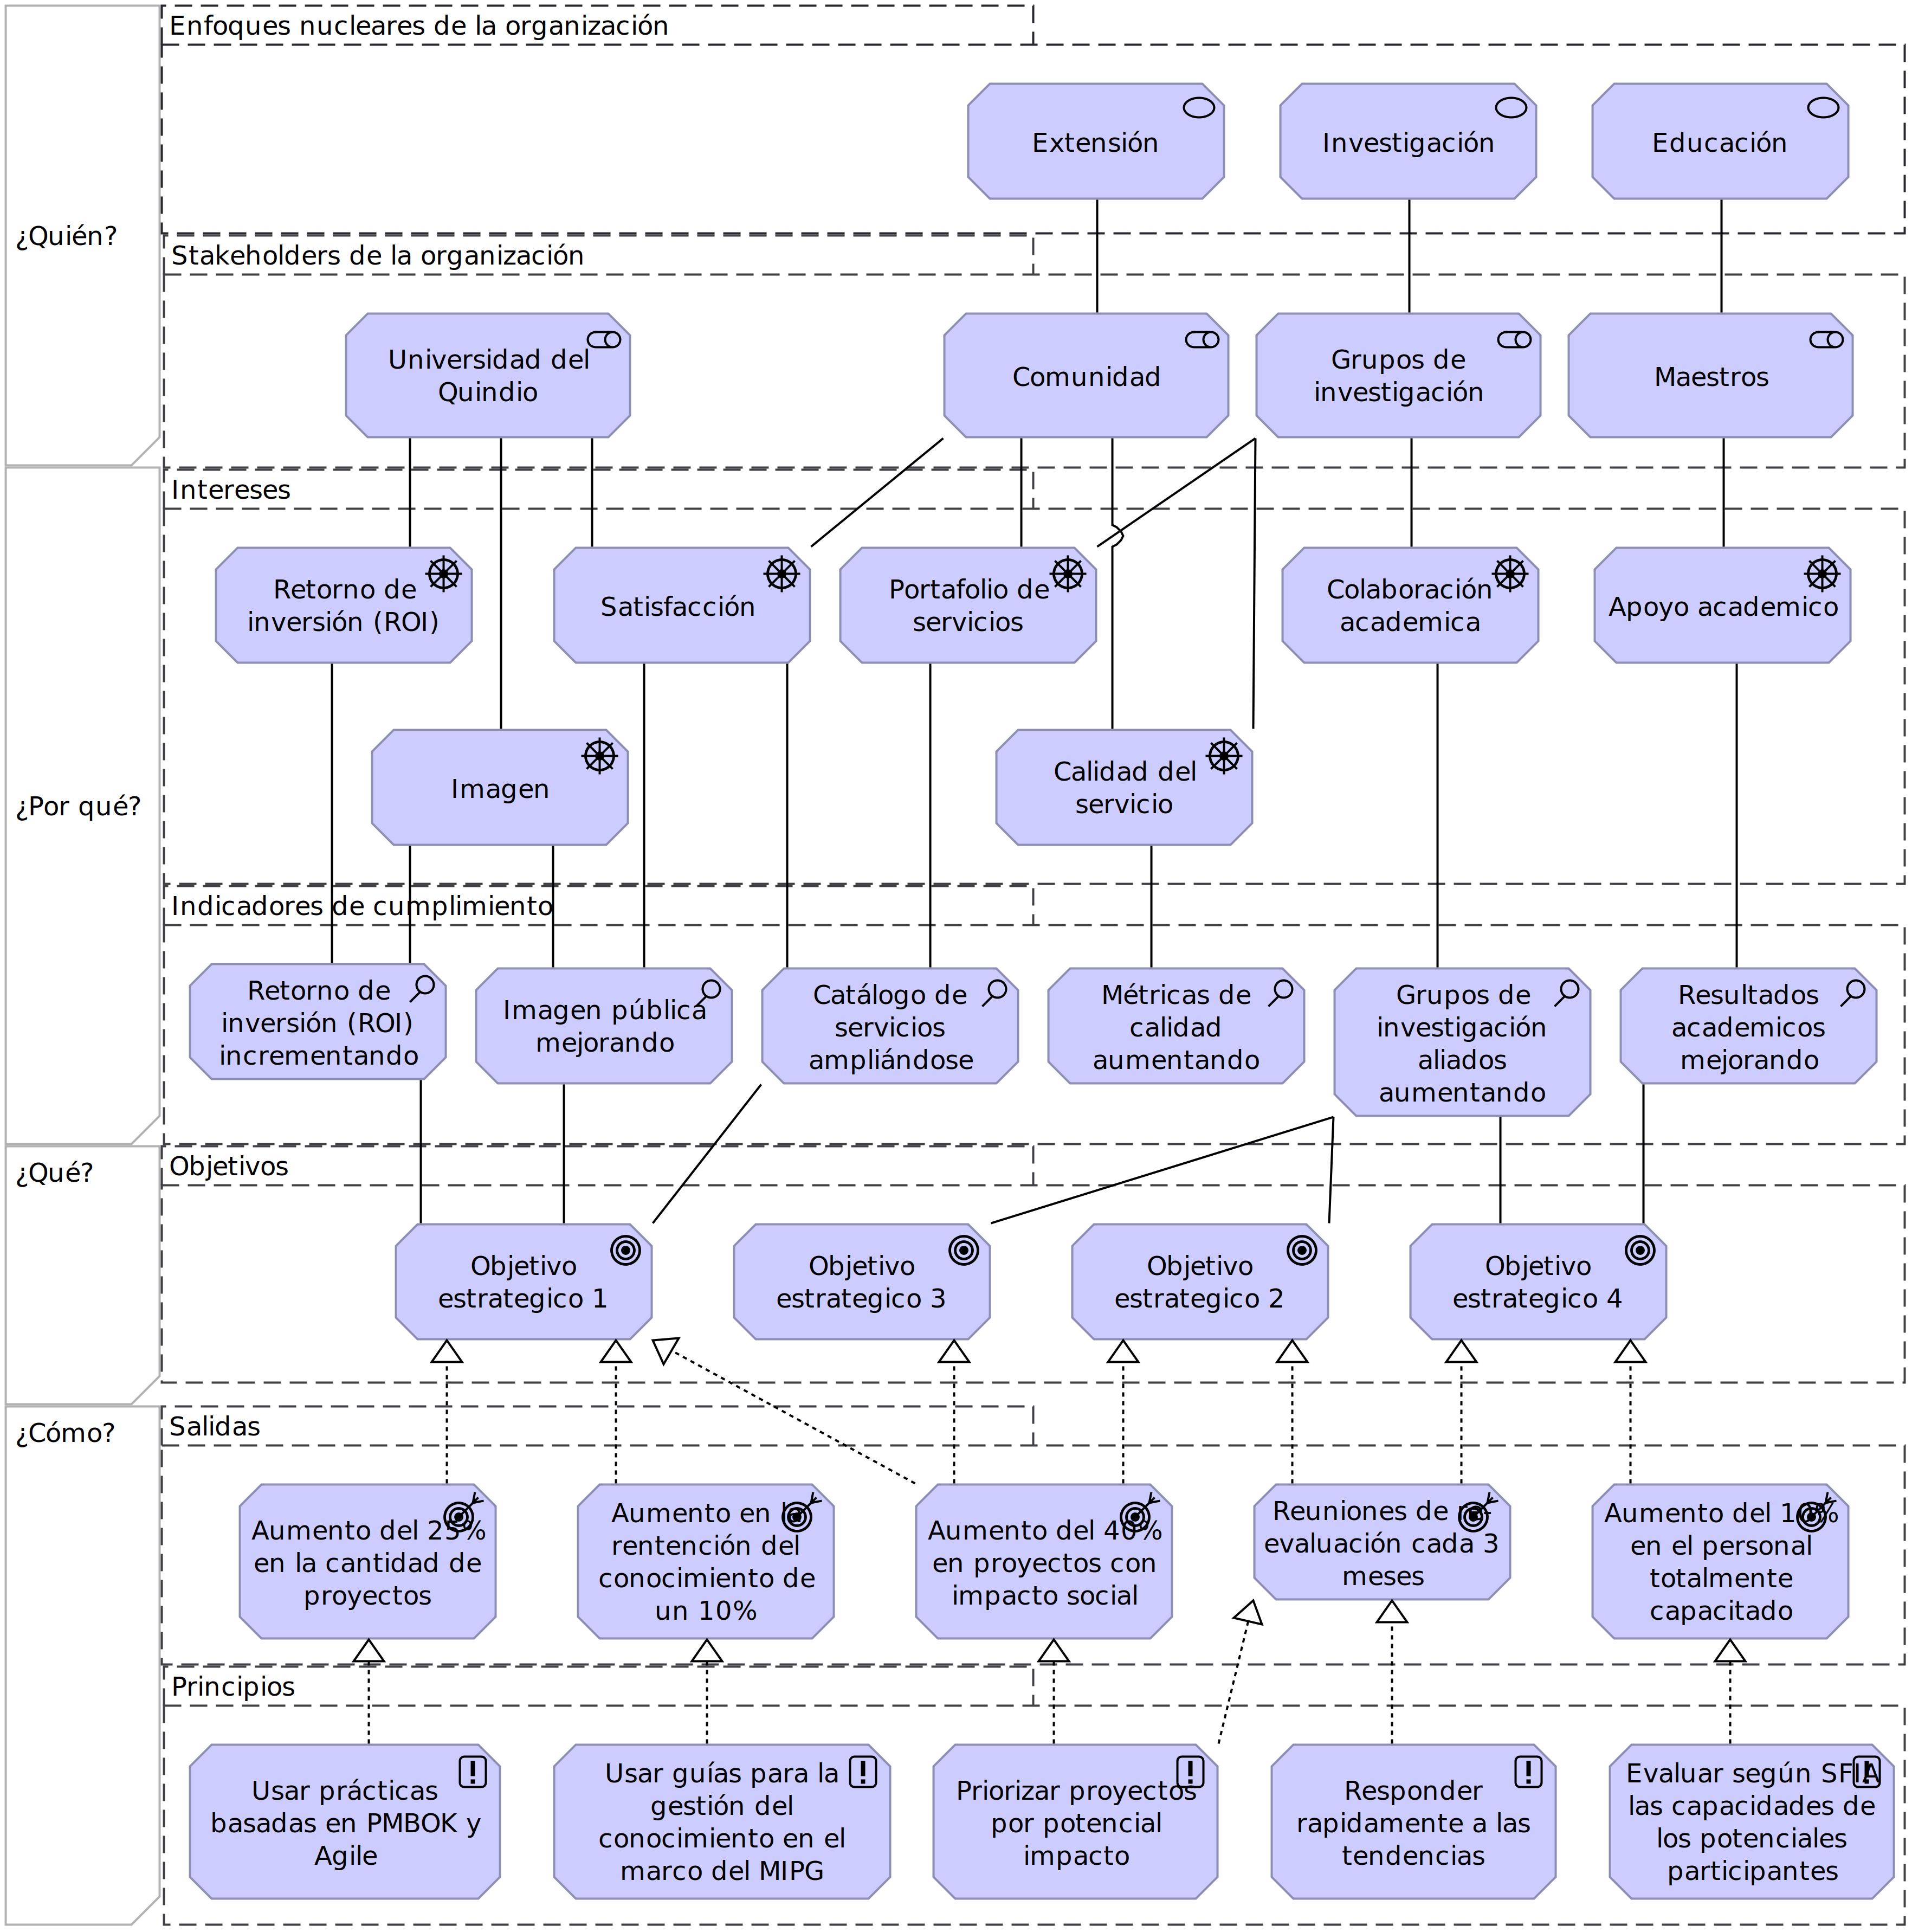 Enfoques nucleares de la organización
Extensión
Investigación
Educación
¿Quién?
Stakeholders de la organización
Universidad del
Quindio
Comunidad
Grupos de
investigación
Maestros
Intereses
Retorno de
inversión (ROI)
Satisfacción
Portafolio de
servicios
Colaboración
academica
Apoyo academico
¿Por qué?
Imagen
Calidad del
servicio
Indicadores de cumplimiento
Retorno de
inversión (ROI)
incrementando
Imagen pública
mejorando
Catálogo de
servicios
ampliándose
Métricas de
calidad
aumentando
Grupos de
investigación
aliados
aumentando
Resultados
academicos
mejorando
¿Qué?
Objetivos
Objetivo
estrategico 1
Objetivo
estrategico 3
Objetivo
estrategico 2
Objetivo
estrategico 4
¿Cómo?
Salidas
Aumento del 25%
en la cantidad de
proyectos
Aumento en
rentención del
conocimiento de
un 10%
Aumento del 40%
en proyectos con
impacto social
Reuniones de
evaluación cada 3
meses
Aumento del
en el personal
totalmente
capacitado
Principios
Usar prácticas
basadas en PMBOK y
Agile
Usar guías para la
gestión del
conocimiento en el
marco del MIPG
Priorizar proyectos
por potencial
impacto
Responder
rapidamente a las
tendencias
Evaluar según SFIA
las capacidades de
los potenciales
participantes